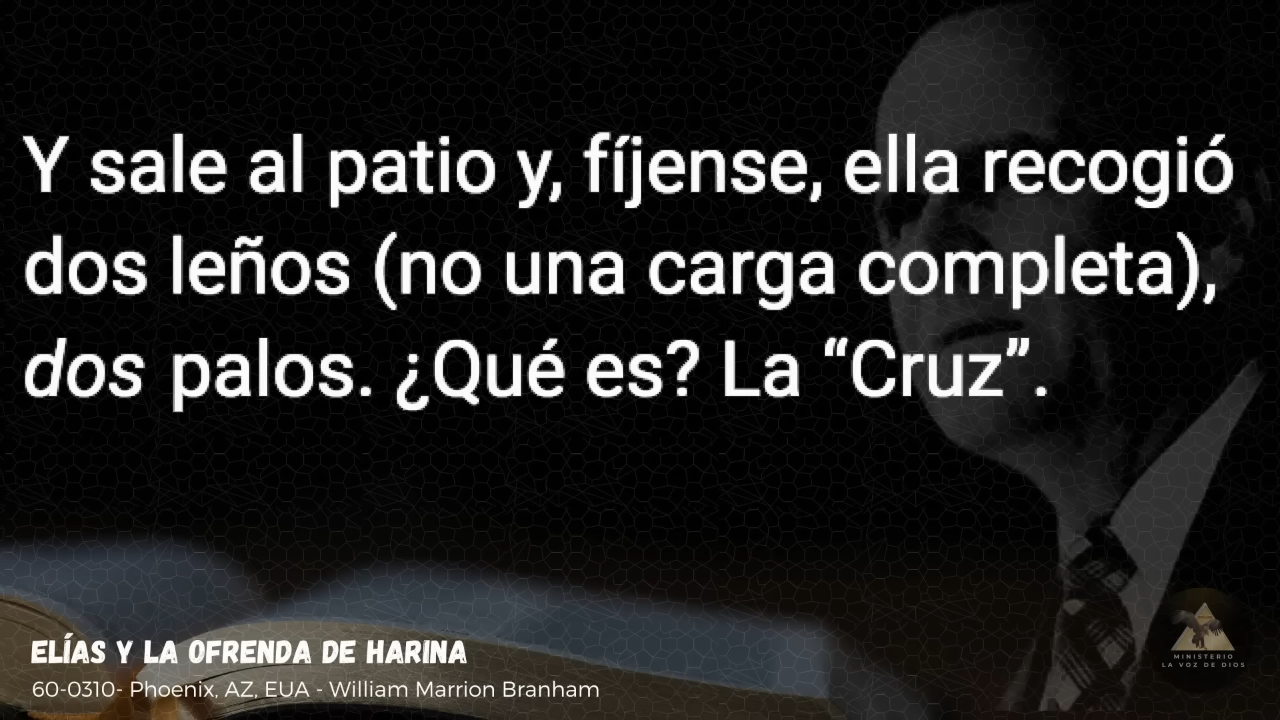 Y sale al patio y, fíjense, ella recogió
dos leños (no una carga completa),
dos palos. ¿Qué es? La “Cruz”.
ELÍAS Y LA OFRENDA DE HARINA
60-0310- Phoenix, AZ, EUA - William Marrion Branham
MINISTERIO
LA VOZ DE DIOS